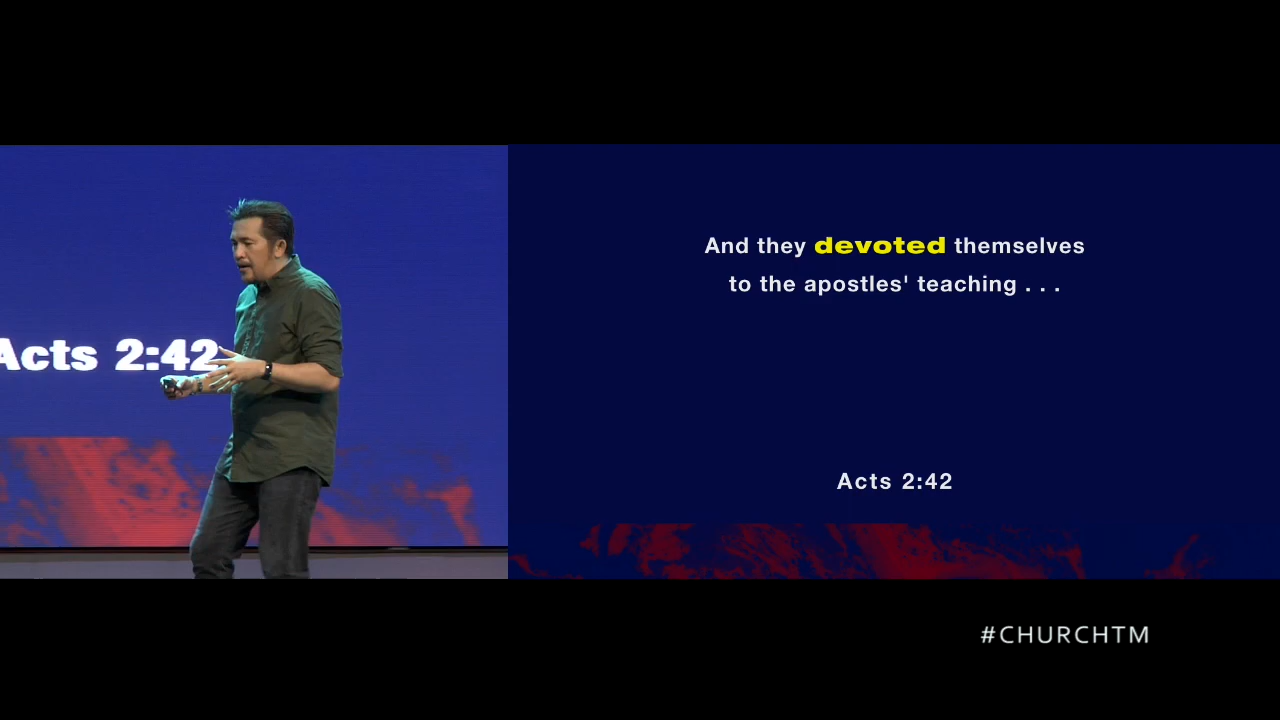 Acts 2:42
And they devoted themselves
to the apostles' teaching . . .
Acts 2:42
#CHURCHTM